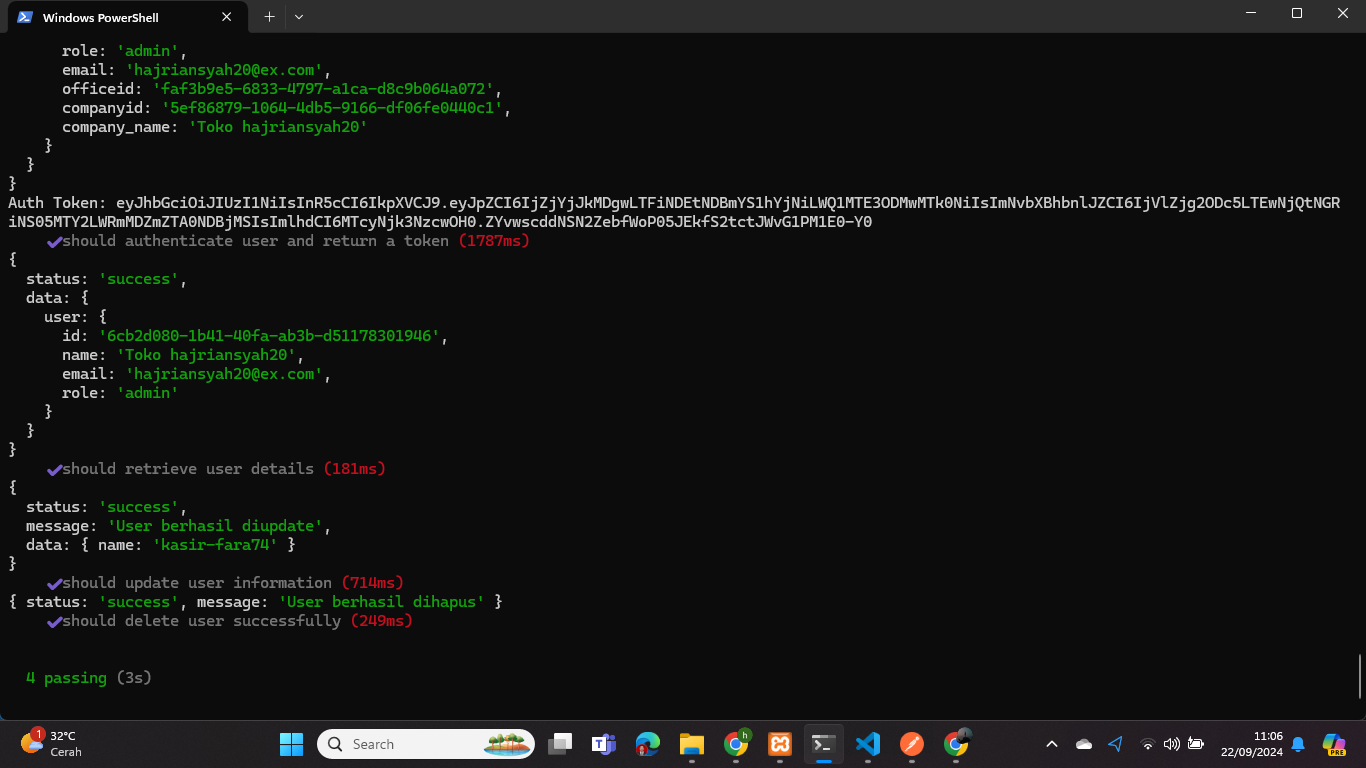 Windows PowerShell
role: 'admin',
email: 'hajriansyah20@ex.com',
officeid: 'faf3b9e5-6833-4797-a1ca-d8c9b064a072',
companyid: '5ef86879-1064-4db5-9166-df06fe0440c1',
company_name: 'Toko hajriansyah20'
}
}
}
Auth Token: eyJhbGciOiJIUzI1NiIsInR5cCI6IkpXVCJ9.eyJpZCI6IjZjYjJkMDgwLTFiNDEtNDBmYS1hYjNiLWQ1MTE3ODMwMTk0NiIsImNvbXBhbnlJZCI6IjVlZjg2ODc5LTEwNjQtNGR
iNS05MTY2LWRmMDZmZTA0NDBjMSIsImlhdCI6MTcyNjk3NzcwOH0.ZYvwscddNSN2ZebfWoP05JEkfS2tctJWvG1PM1E0-Y0
✔should authenticate user and return a token (1787ms)
{
status: 'success',
data: {
user: {
id: '6cb2d080-1b41-40fa-ab3b-d51178301946',
name: 'Toko hajriansyah20',
email: 'hajriansyah20@ex.com',
role: 'admin'
}
}
}
✔should retrieve user details (181ms)
{
status: 'success',
message: 'User berhasil diupdate',
data: { name: 'kasir-fara74' }
}
✔should update user information (714ms)
{ status: 'success', message: 'User berhasil dihapus' }
✔should delete user successfully (249ms)
4 passing (3s)
1
32°C
Cerah
Search
h
PRE
11:06
22/09/2024